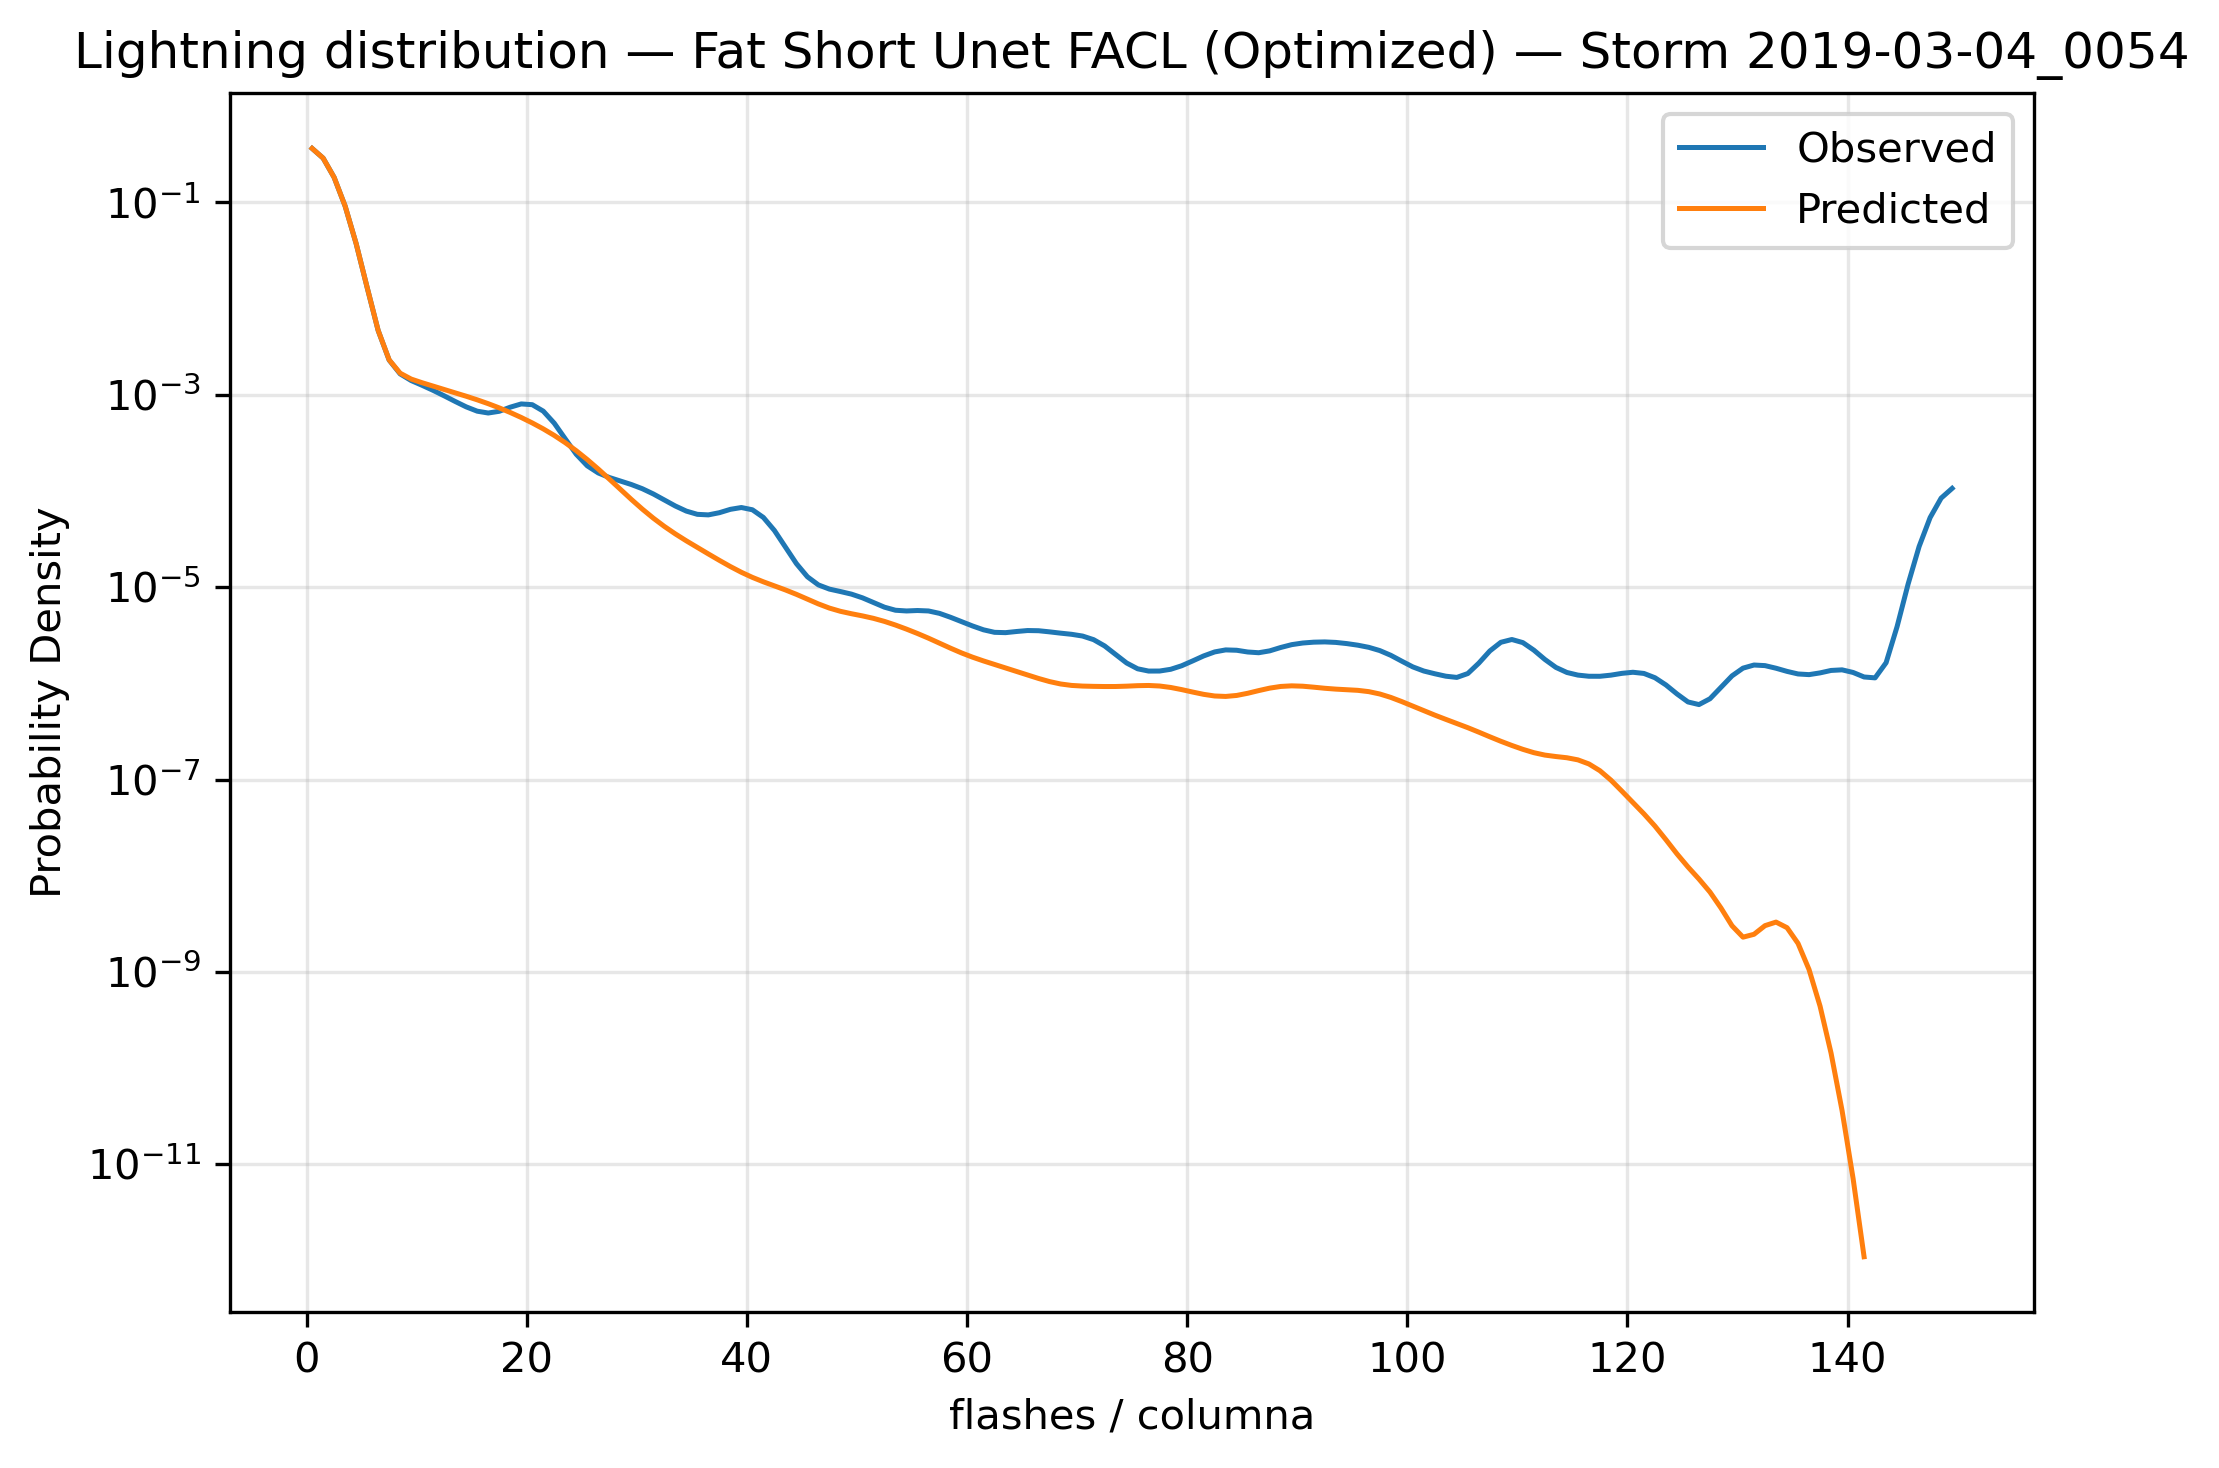 Lightning distribution — Fat Short Unet FACL (Optimized) — Storm 2019-03-04_0054
Observed
Predicted
Probability Density
10⁻¹
10⁻³
10⁻⁵
10⁻⁷
10⁻⁹
10⁻¹¹
0 20 40 60 80 100 120 140
flashes / columna